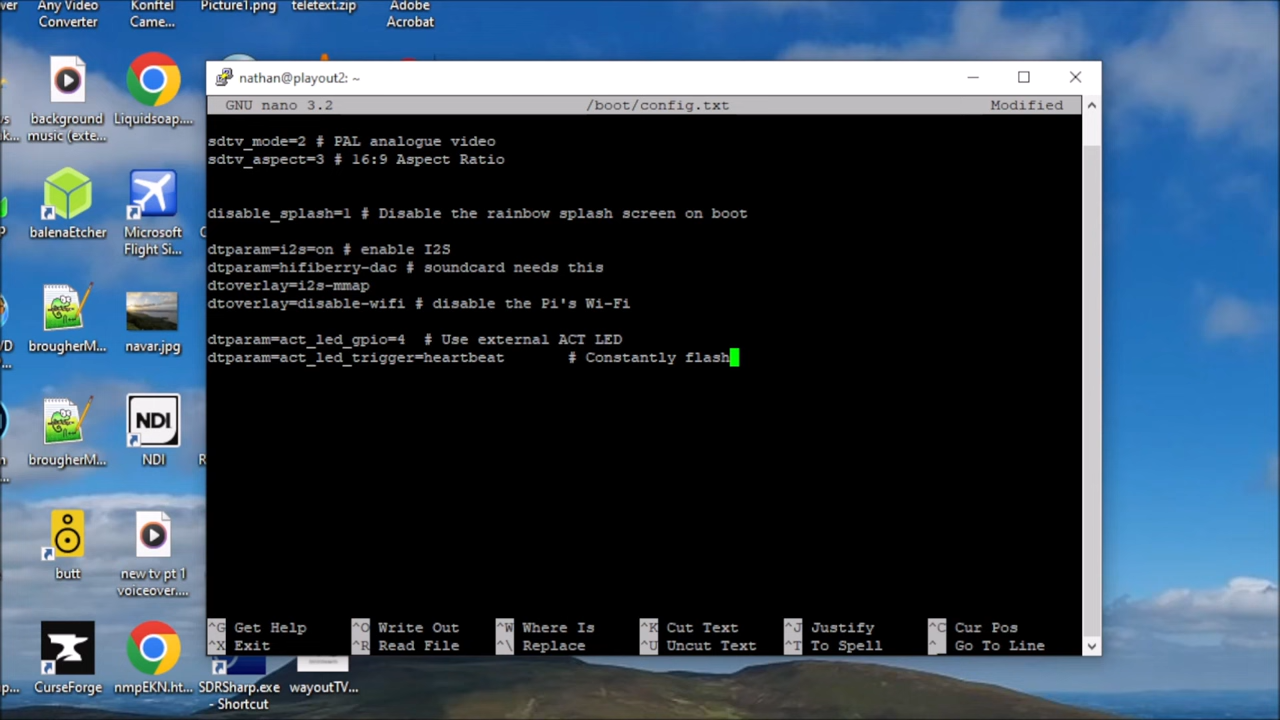 ver
Any Video
Converter
Konftel
Came...
Picture1.png
teletext.zip
Adobe
Acrobat
background
music (exte...
Liquidsoap....
balenaEtcher
Microsoft
Flight Si...
brougherM...
navar.jpg
brougherM...
NDI
NDI
butt
new tv pt 1
voiceover....
CurseForge
nmpEKN.ht...
SDRSharp.exe
- Shortcut
wayoutTV...
nathan@playout2: ~
GNU nano 3.2 /boot/config.txt Modified
sdtv_mode=2 # PAL analogue video
sdtv_aspect=3 # 16:9 Aspect Ratio
disable_splash=1 # Disable the rainbow splash screen on boot
dtparam=i2s=on # enable I2S
dtparam=hifiberry-dac # soundcard needs this
dtoverlay=i2s-mmap
dtoverlay=disable-wifi # disable the Pi's Wi-Fi
dtparam=act_led_gpio=4 # Use external ACT LED
dtparam=act_led_trigger=heartbeat # Constantly flash
^G Get Help ^O Write Out ^W Where Is ^K Cut Text ^J Justify ^C Cur Pos
^X Exit ^R Read File ^\ Replace ^U Uncut Text ^T To Spell ^_ Go To Line